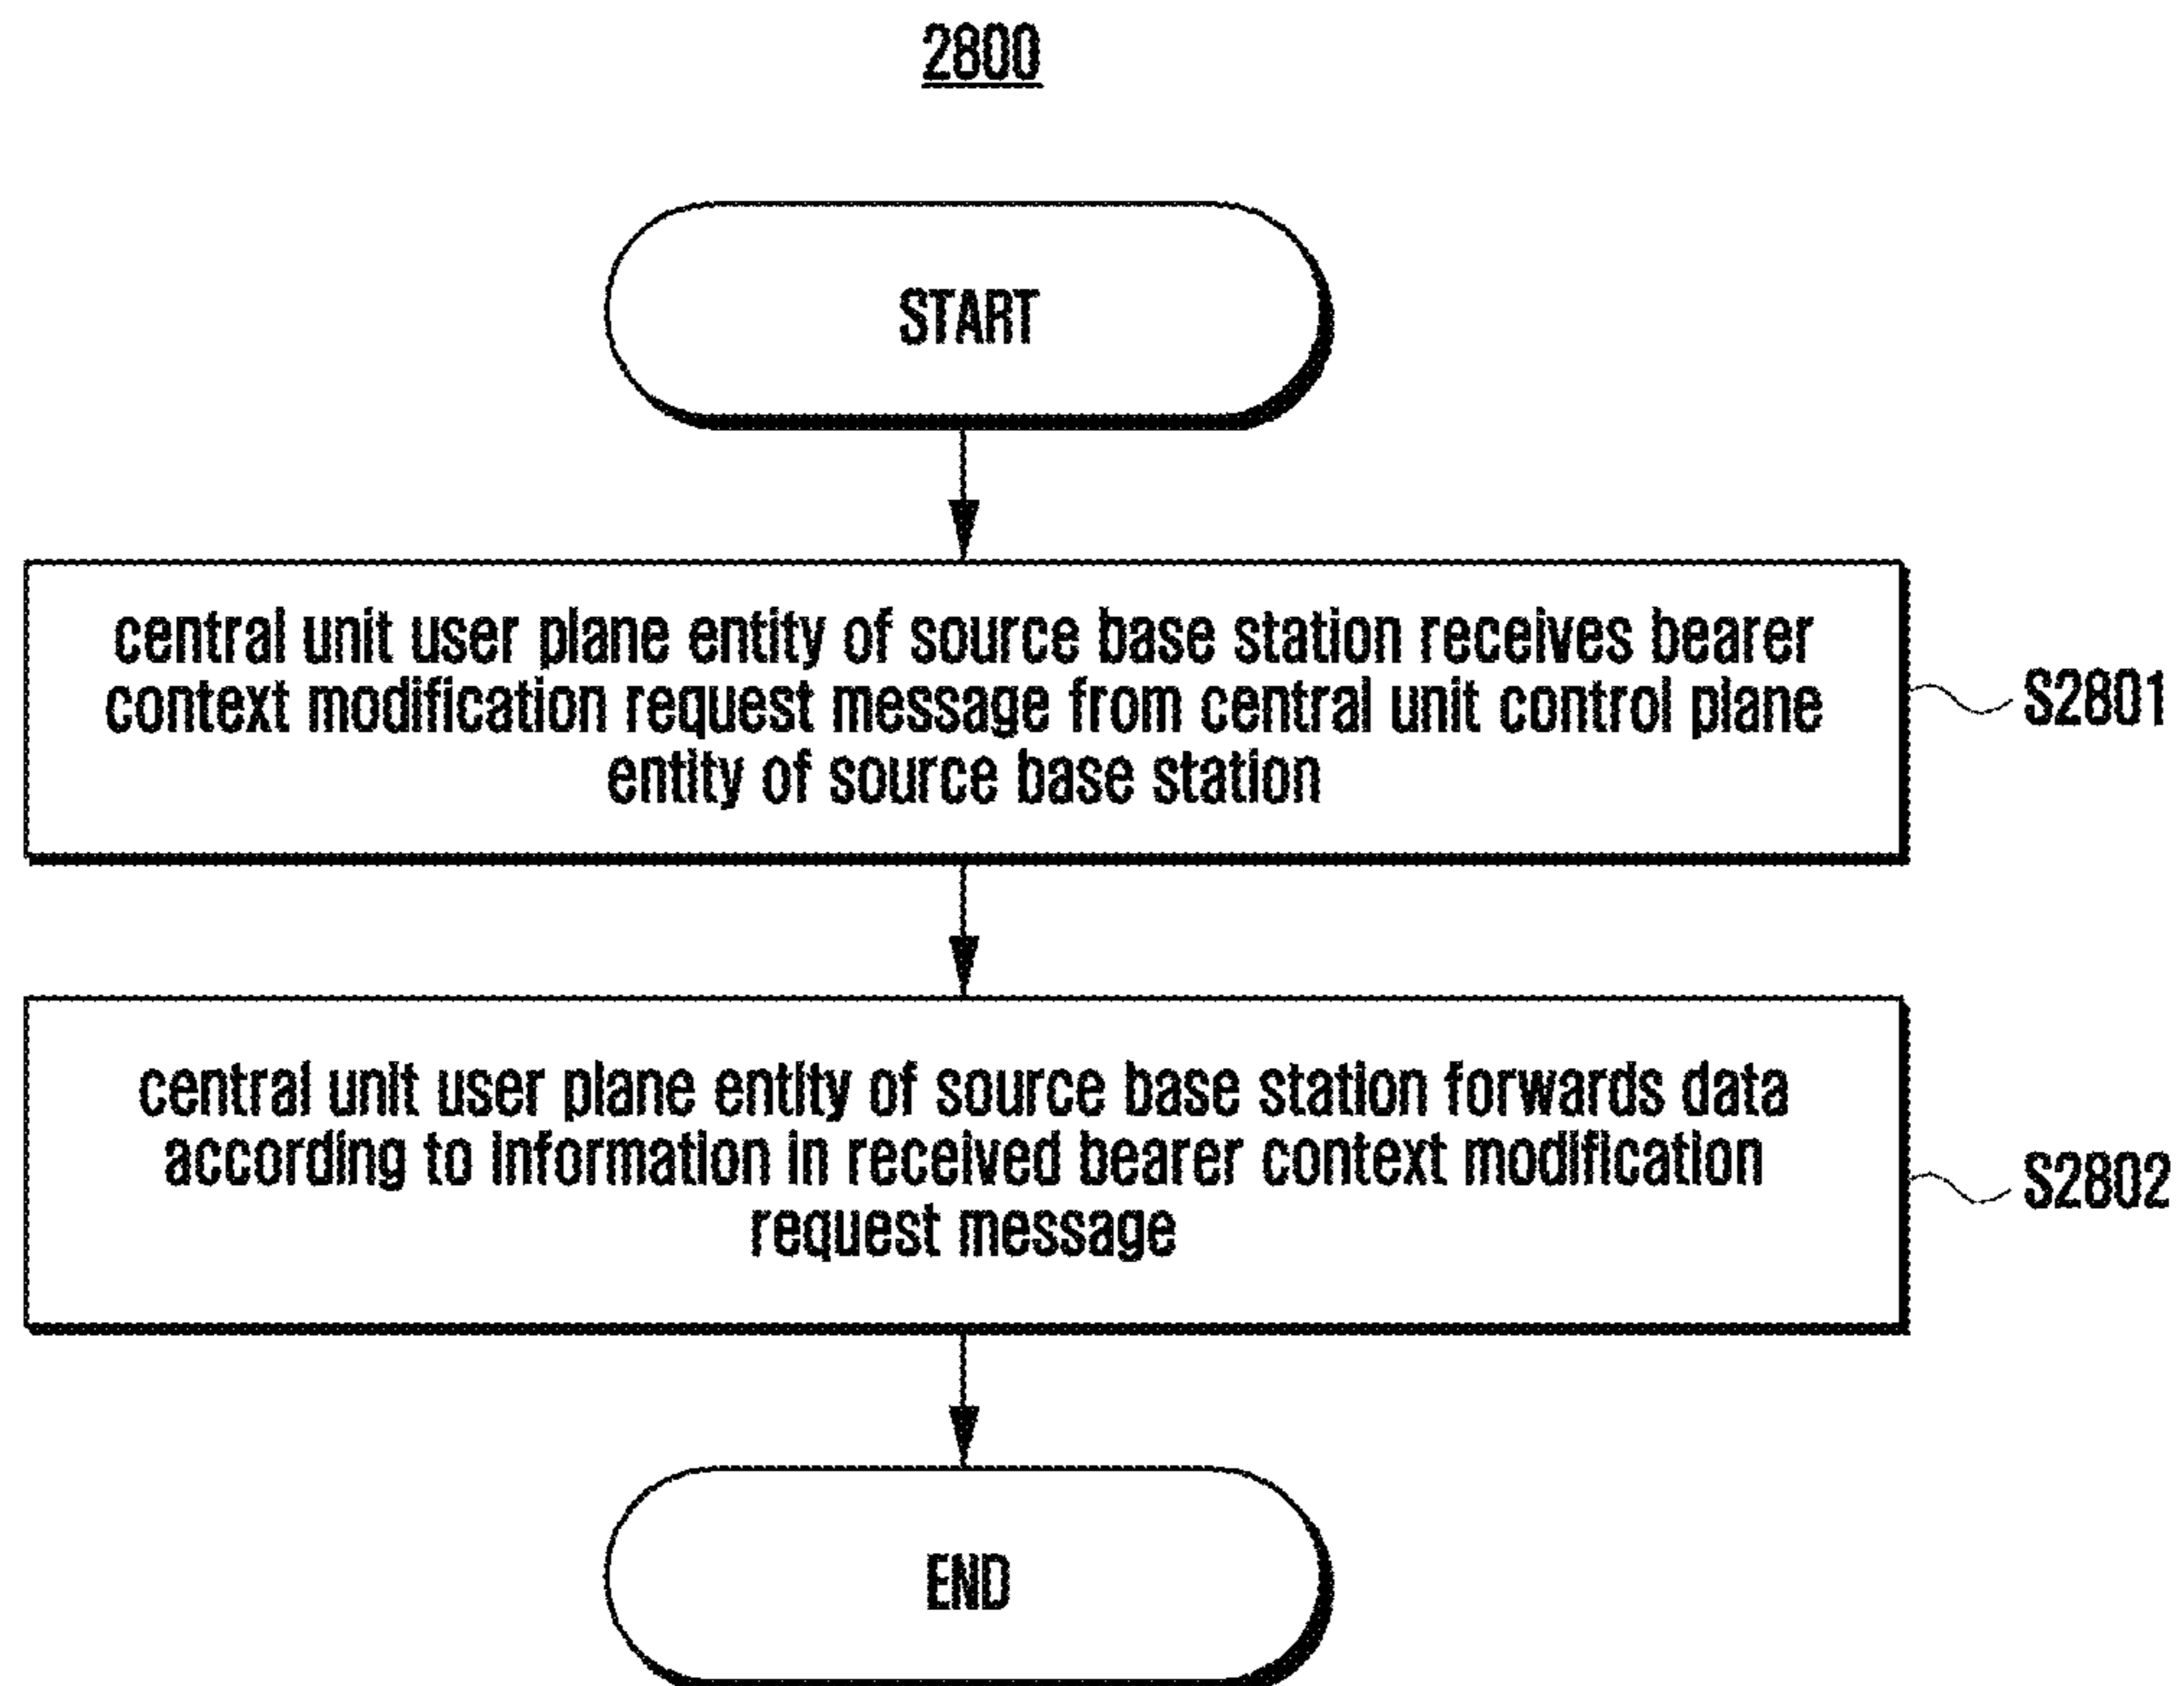 2800
START
central unit user plane entity of source base station receives bearer
context modification request message from central unit control plane
entity of source base station
S2801
central unit user plane entity of source base station forwards data
according to information in received bearer context modification
request message
S2802
END